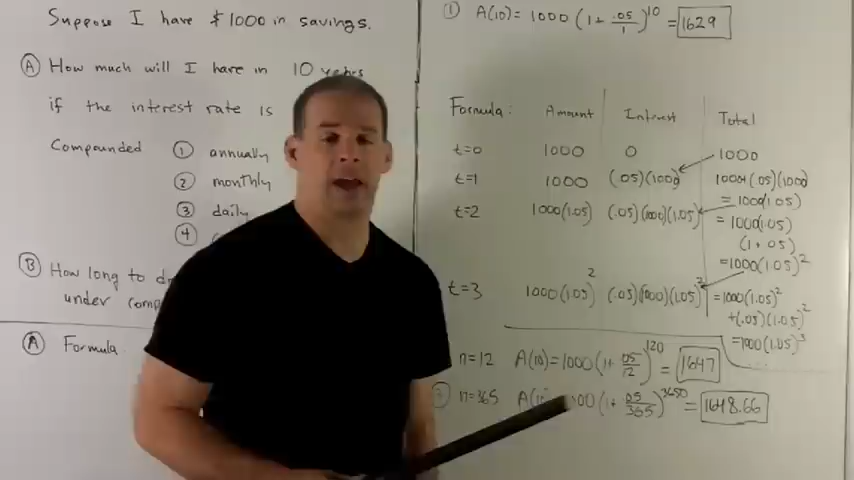 Suppose I have $1000 in savings.
Ⓐ How much will I have in 10 years
if the interest rate is
Compounded ① annually
② monthly
③ daily
④
Ⓑ How long to
under
Ⓐ Formula
① A(10) = 1000 (1 + .05/1)^10 = 1629
Formula: Amount Interest Total
t=0 1000 0 1000
t=1 1000 (.05)(1000) 1000+(.05)(1000)
= 1000(1.05)
t=2 1000(1.05) (.05)(1000)(1.05) = 1000(1.05)
(1+.05)
= 1000(1.05)^2
t=3 1000(1.05)^2 (.05)(1000)(1.05)^2 = 1000(1.05)^2
+(.05)(1.05)^2
= 1000(1.05)^3
n=12 A(10) = 1000 (1 + .05/12)^120 = 1647
n=365 (1 + .05/365)^3650 = 1648.66